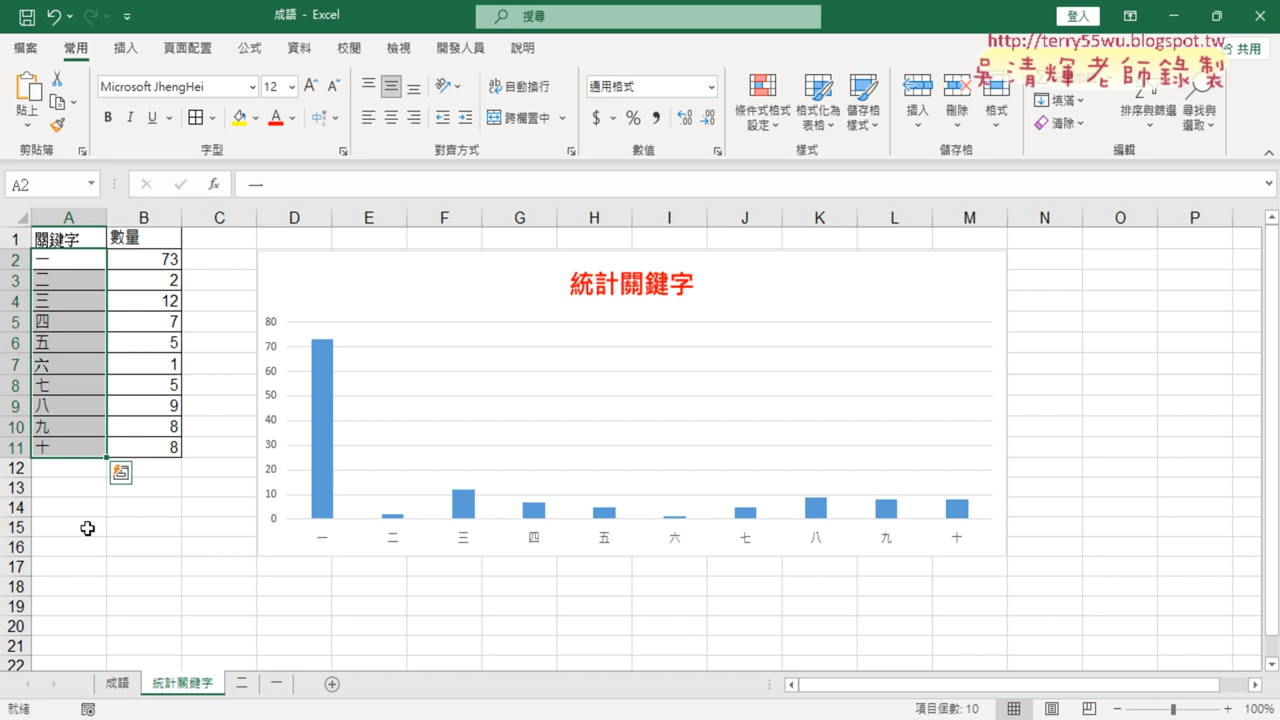 成語 - Excel
搜尋
登入
http://terry55wu.blogspot.tw
吳清輝老師錄製
檔案 常用 插入 頁面配置 公式 資料 校閱 檢視 開發人員 說明
共用
貼上
Microsoft JhengHei 12
自動換行
跨欄置中
通用格式
條件式格式設定
格式化為表格
儲存格樣式
插入 刪除 格式
填滿
清除
排序與篩選
尋找與選取
剪貼簿 字型 對齊方式 數值 樣式 儲存格 編輯
A2 fx 一
A B C D E F G H I J K L M N O P
1 關鍵字 數量
2 一 73
3 二 2
4 三 12
5 四 7
6 五 5
7 六 1
8 七 5
9 八 9
10 九 8
11 十 8
12
13
14
15
16
17
18
19
20
21
22
統計關鍵字
80
70
60
50
40
30
20
10
0
一 二 三 四 五 六 七 八 九 十
成語 統計關鍵字 二 一
就緒
項目個數: 10
100%